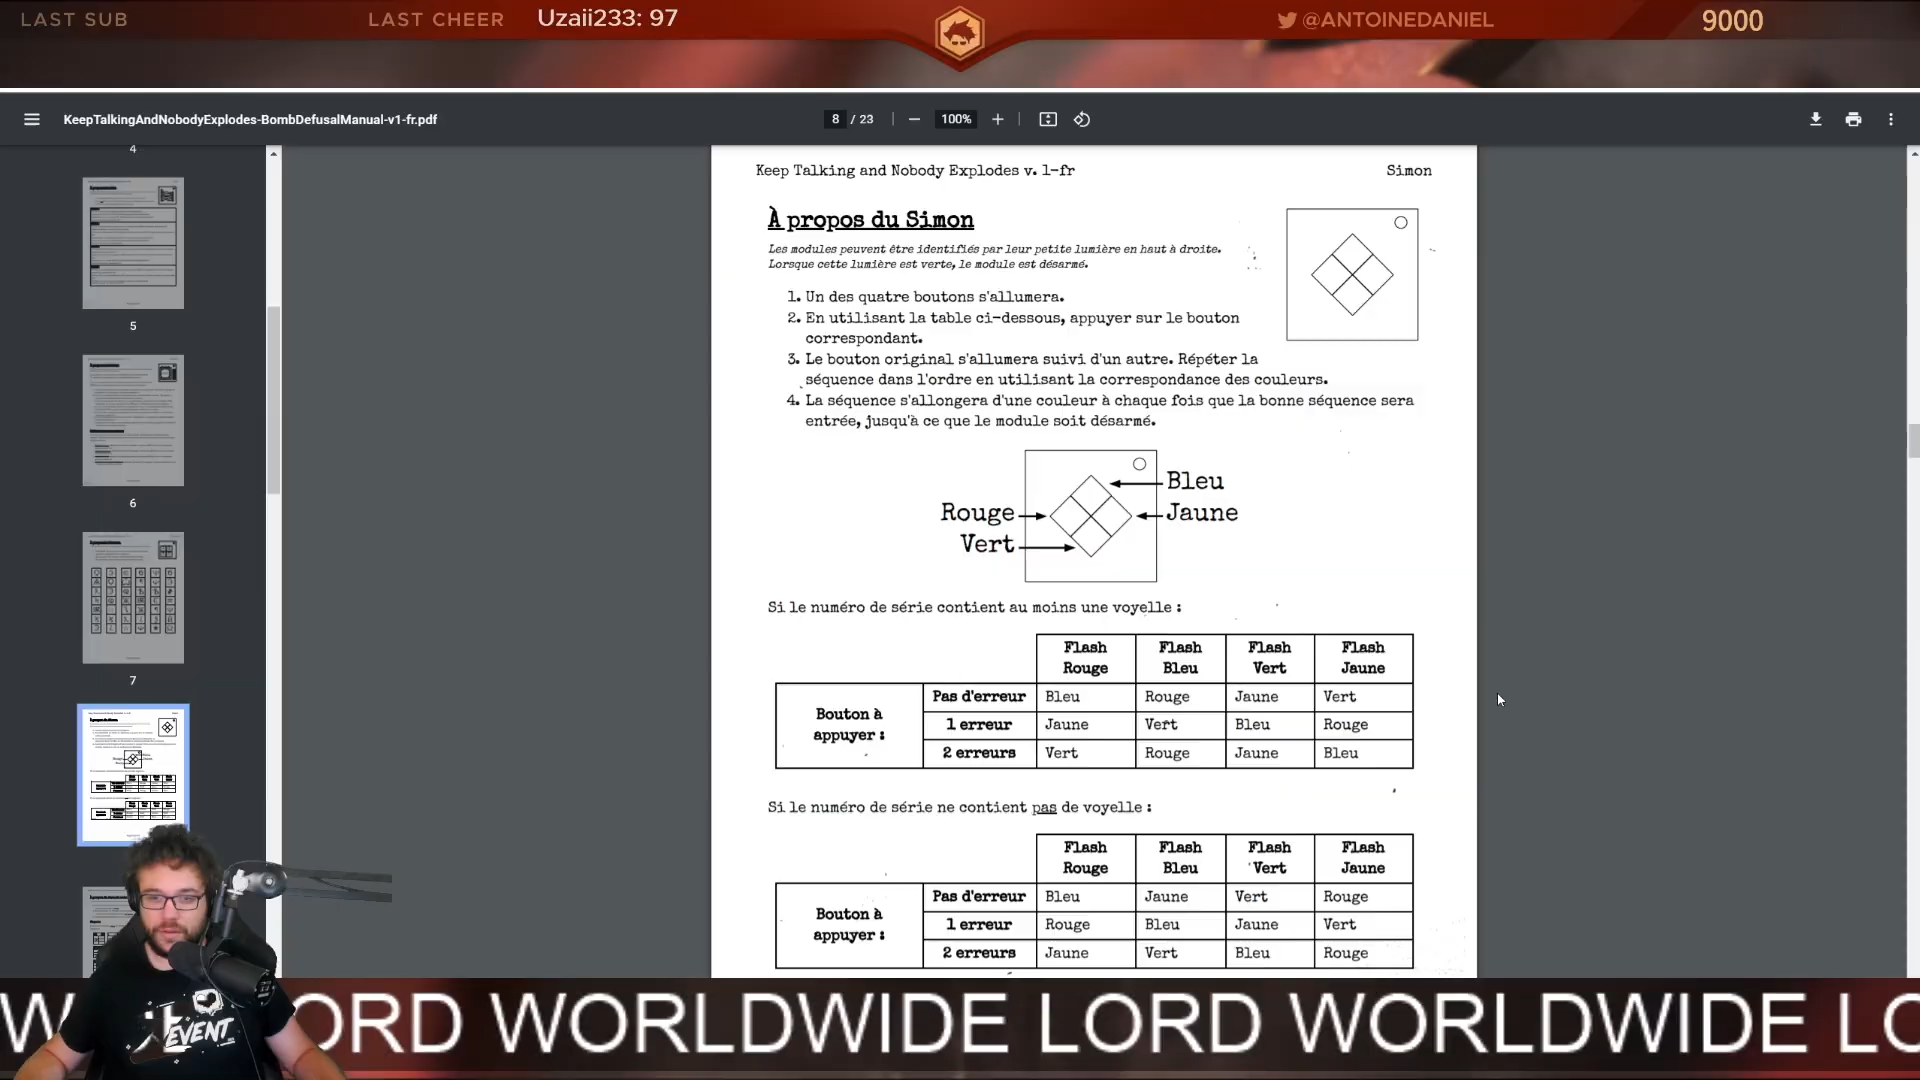 LAST SUB
LAST CHEER
Uzaii233: 97
@ANTOINEDANIEL
9000
KeepTalkingAndNobodyExplodes-BombDefusalManual-v1-fr.pdf
8 / 23
100%
4
5
6
7
Keep Talking and Nobody Explodes v. 1-fr
Simon
À propos du Simon
Les modules peuvent être identifiés par leur petite lumière en haut à droite.
Lorsque cette lumière est verte, le module est désarmé.
1. Un des quatre boutons s'allumera.
2. En utilisant la table ci-dessous, appuyer sur le bouton
correspondant.
3. Le bouton original s'allumera suivi d'un autre. Répéter la
séquence dans l'ordre en utilisant la correspondance des couleurs.
4. La séquence s'allongera d'une couleur à chaque fois que la bonne séquence sera
entrée, jusqu'à ce que le module soit désarmé.
Bleu
Rouge
Jaune
Vert
Si le numéro de série contient au moins une voyelle :
Flash Rouge
Flash Bleu
Flash Vert
Flash Jaune
Bouton à appuyer :
Pas d'erreur Bleu Rouge Jaune Vert
1 erreur Jaune Vert Bleu Rouge
2 erreurs Vert Rouge Jaune Bleu
Si le numéro de série ne contient pas de voyelle :
Flash Rouge
Flash Bleu
Flash Vert
Flash Jaune
Bouton à appuyer :
Pas d'erreur Bleu Jaune Vert Rouge
1 erreur Rouge Bleu Jaune Vert
2 erreurs Jaune Vert Bleu Rouge
EVENT
W ORD WORLDWIDE LORD WORLDWIDE LO